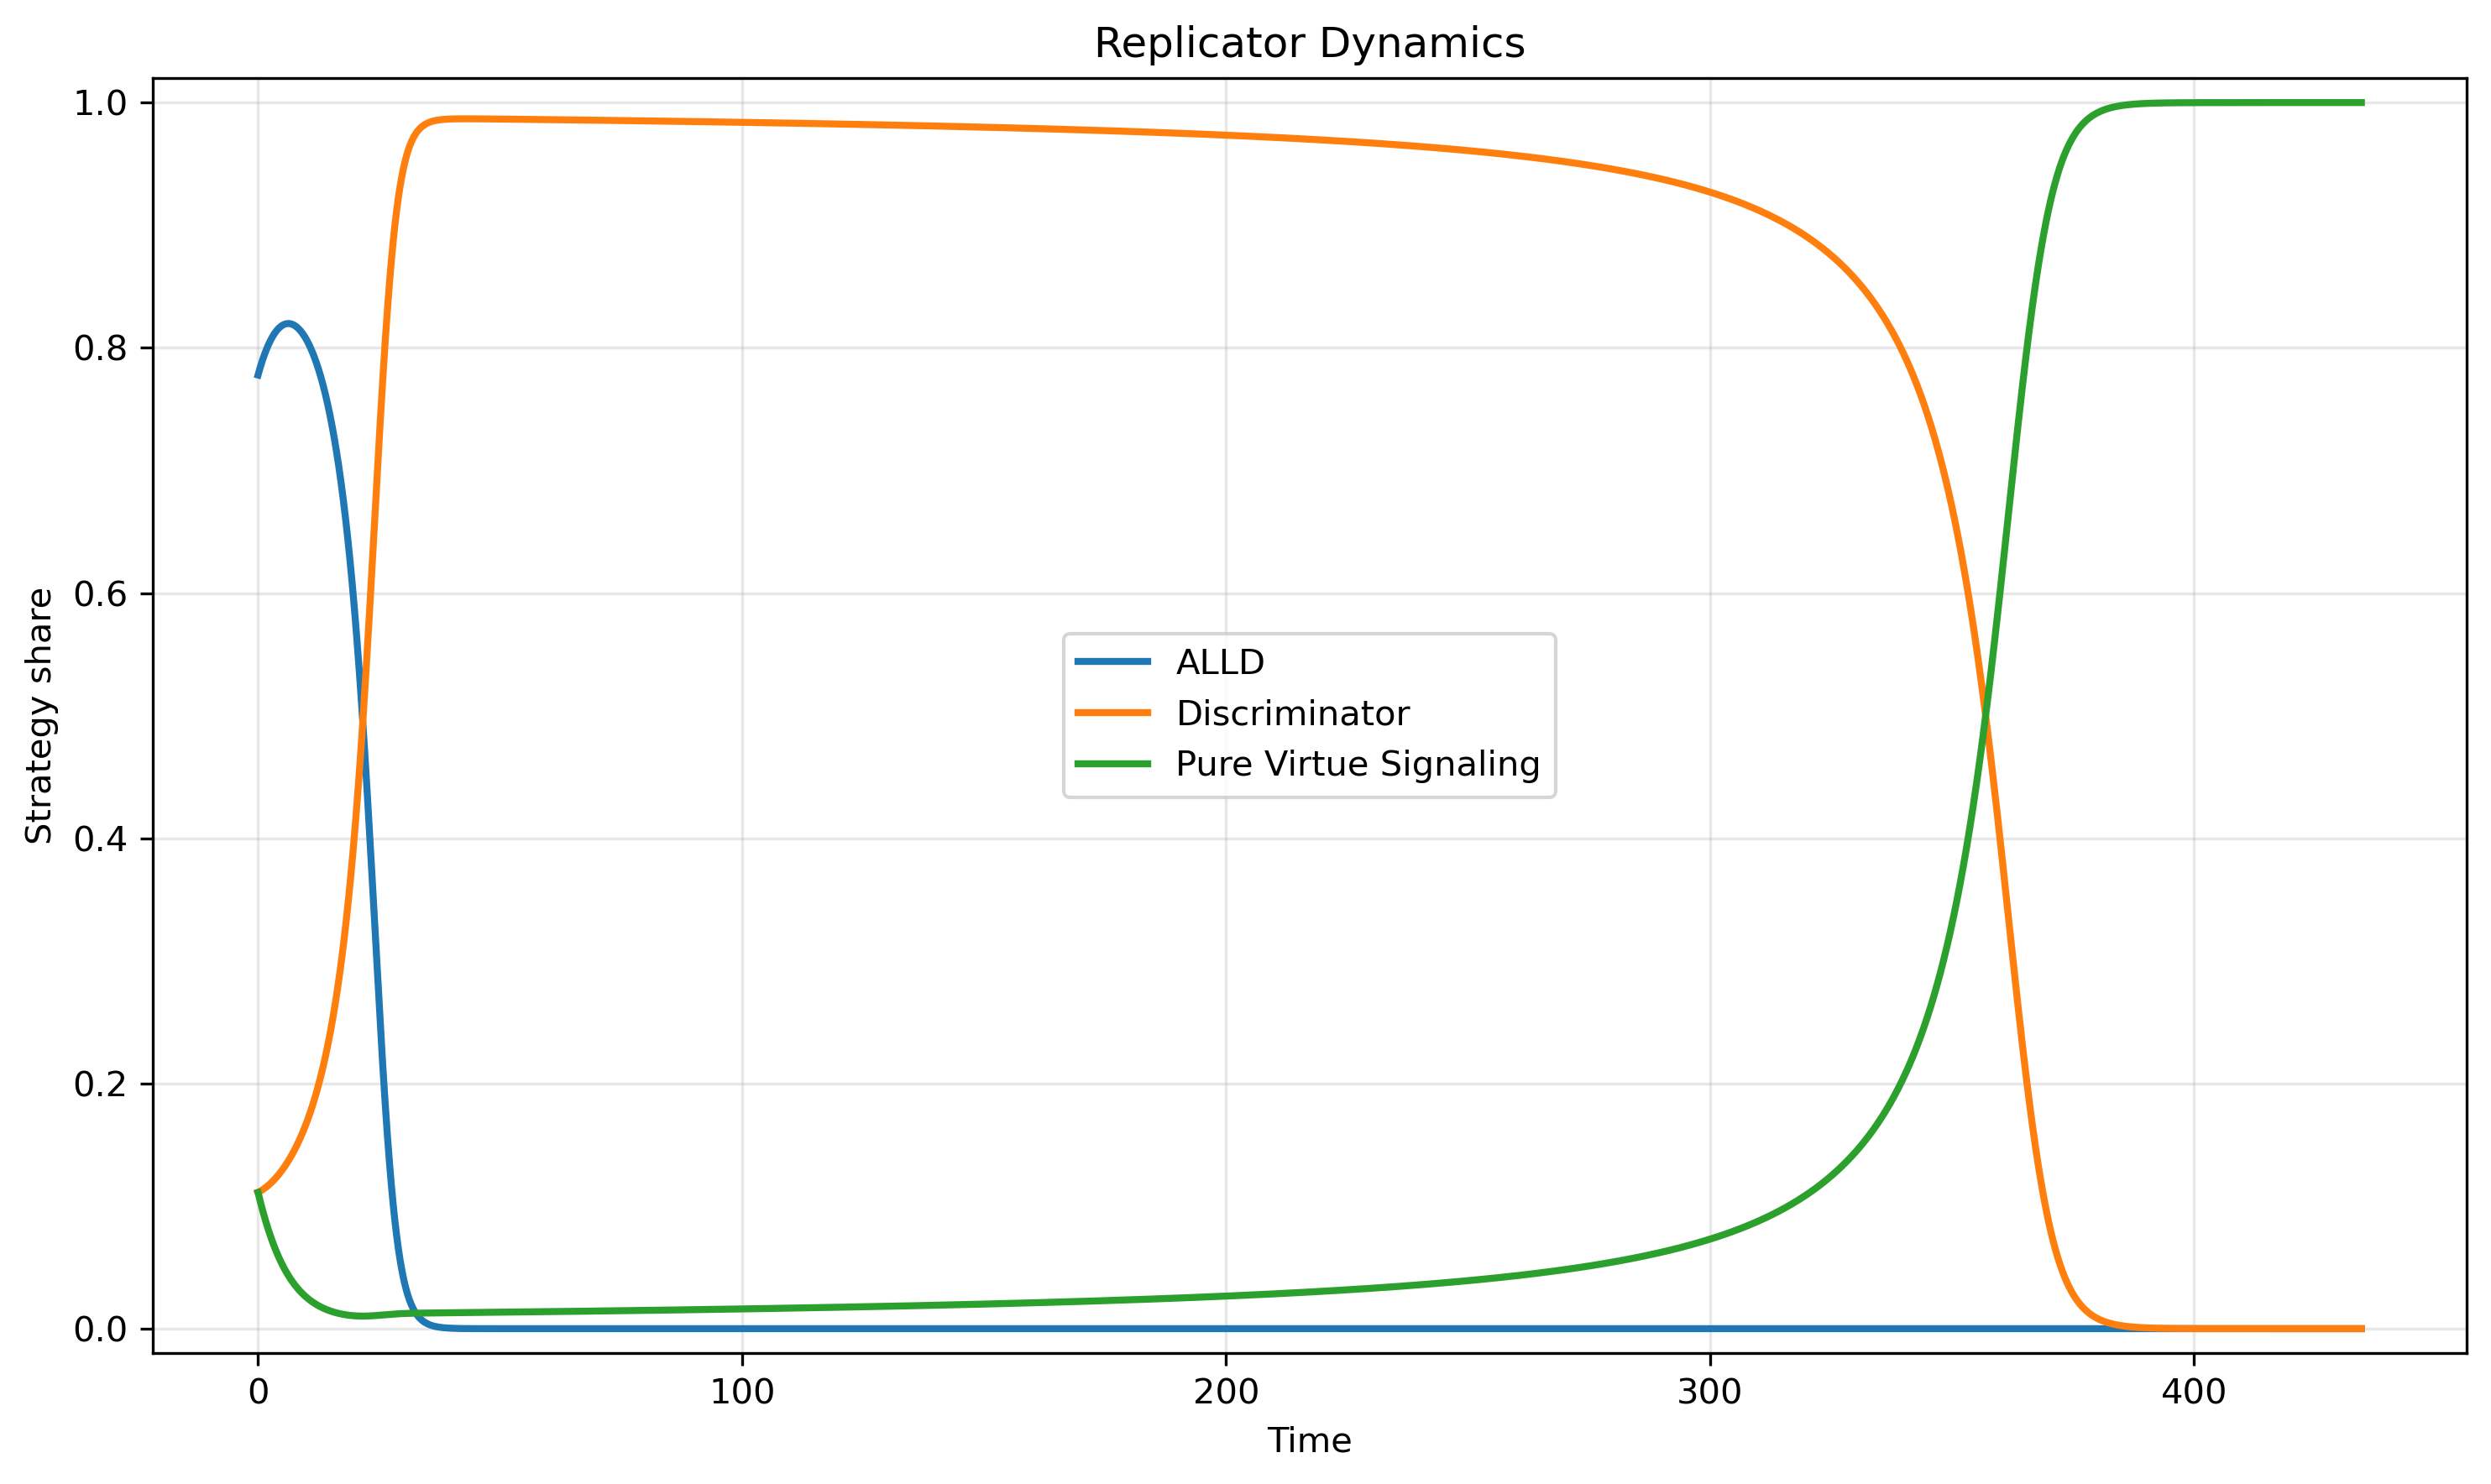 Replicator Dynamics
1.0
0.8
0.6
0.4
0.2
0.0
Strategy share
ALLD
Discriminator
Pure Virtue Signaling
0 100 200 300 400
Time